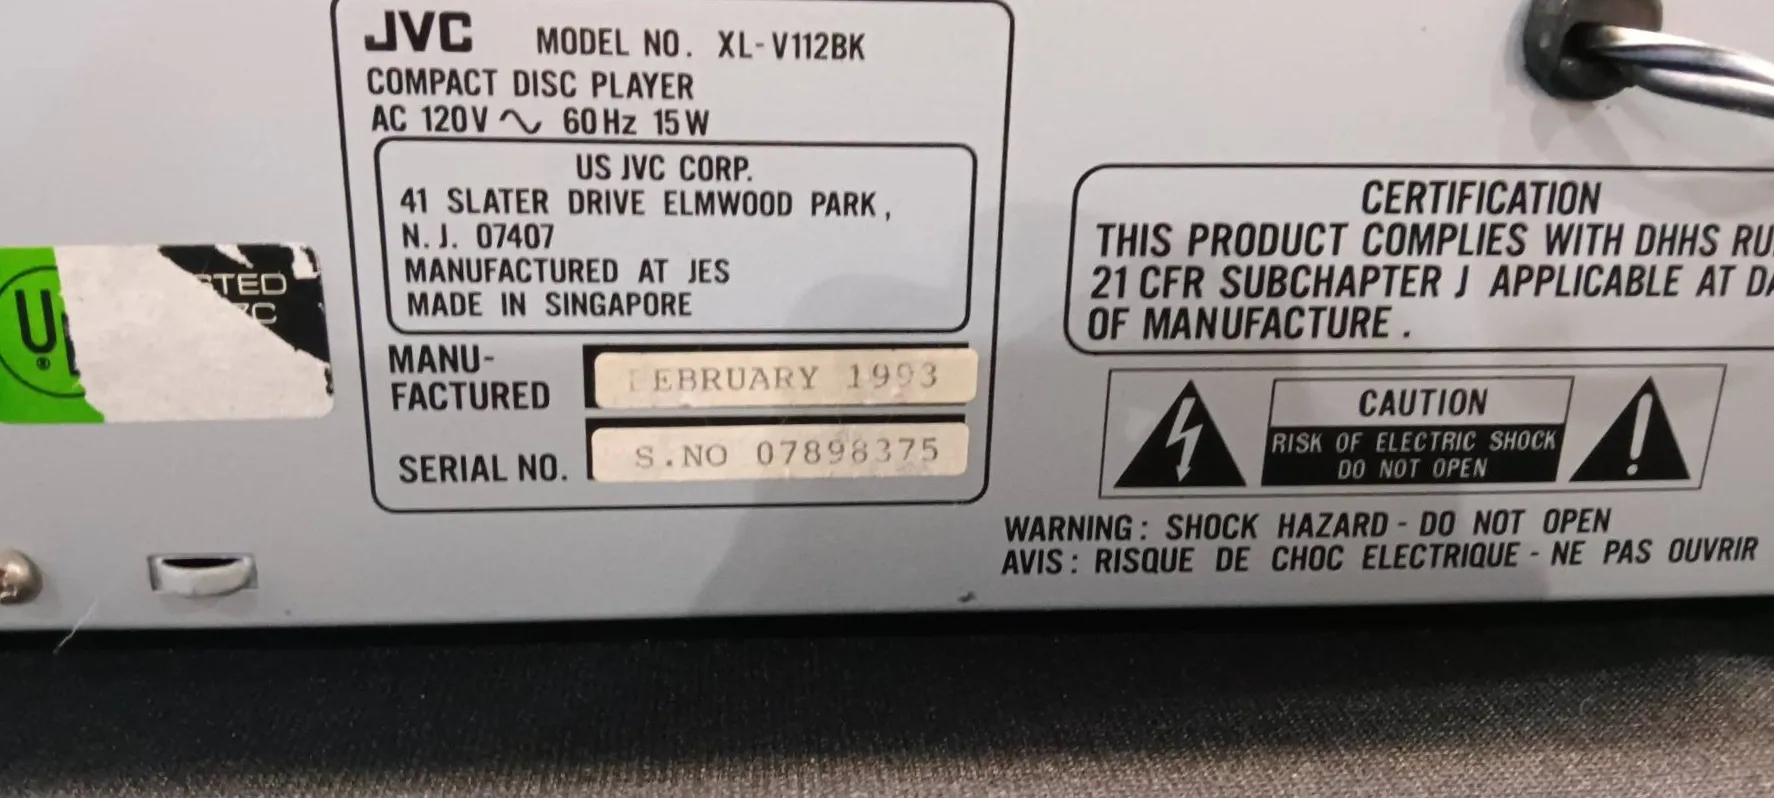 JVC MODEL NO. XL-V112BK
COMPACT DISC PLAYER
AC 120V ~ 60Hz 15W
US JVC CORP.
41 SLATER DRIVE ELMWOOD PARK,
N.J. 07407
MANUFACTURED AT JES
MADE IN SINGAPORE
MANU-
FACTURED
FEBRUARY 1993
SERIAL NO.
S.NO 07898375
CERTIFICATION
THIS PRODUCT COMPLIES WITH DHHS
21 CFR SUBCHAPTER J APPLICABLE AT
OF MANUFACTURE.
CAUTION
RISK OF ELECTRIC SHOCK
DO NOT OPEN
WARNING: SHOCK HAZARD - DO NOT OPEN
AVIS: RISQUE DE CHOC ELECTRIQUE - NE PAS OUVRIR